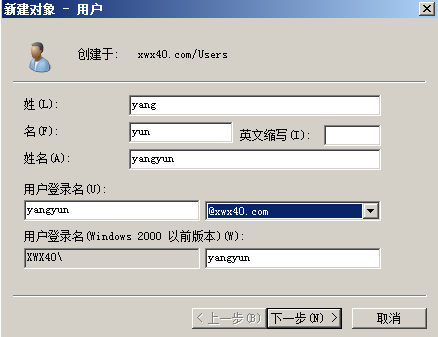 新建对象 - 用户
创建于: xwx40.com/Users
姓(L): yang
名(F): yun 英文缩写(I):
姓名(A): yangyun
用户登录名(U):
yangyun @xwx40.com
用户登录名(Windows 2000 以前版本)(W):
XWX40\ yangyun
< 上一步(B) 下一步(N) > 取消